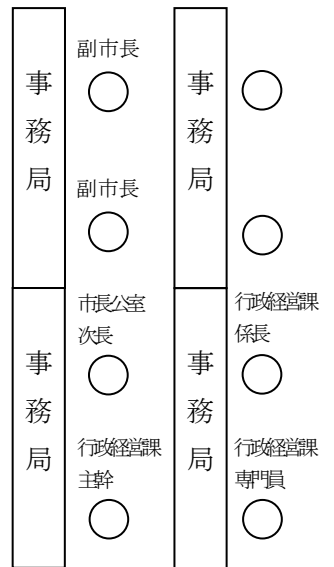 事務局
副市長
副市長
事務局
事務局
市長公室
次長
行政経営課
主幹
事務局
行政経営課
係長
行政経営課
専門員